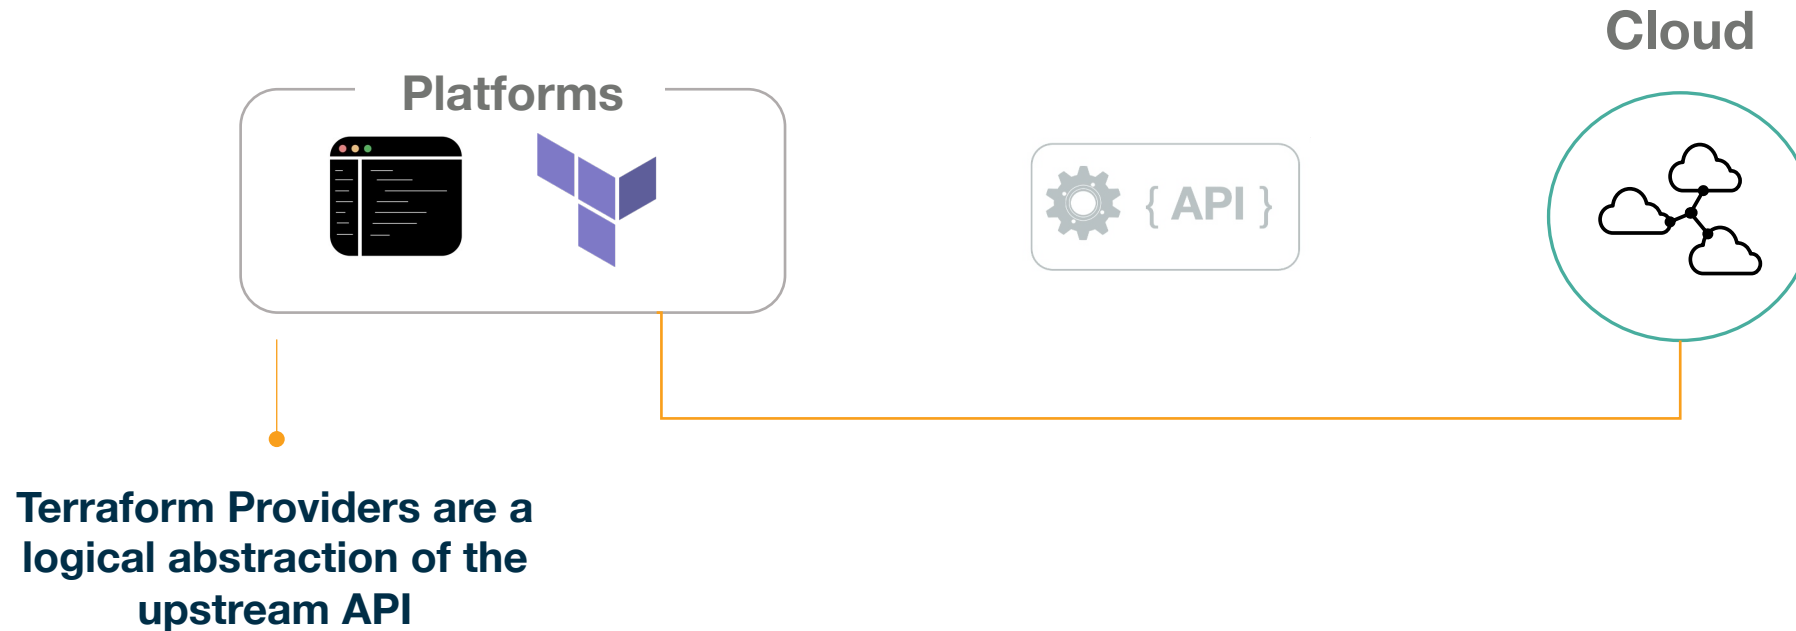 Cloud
Platforms
{ API }
Terraform Providers are a
logical abstraction of the
upstream API